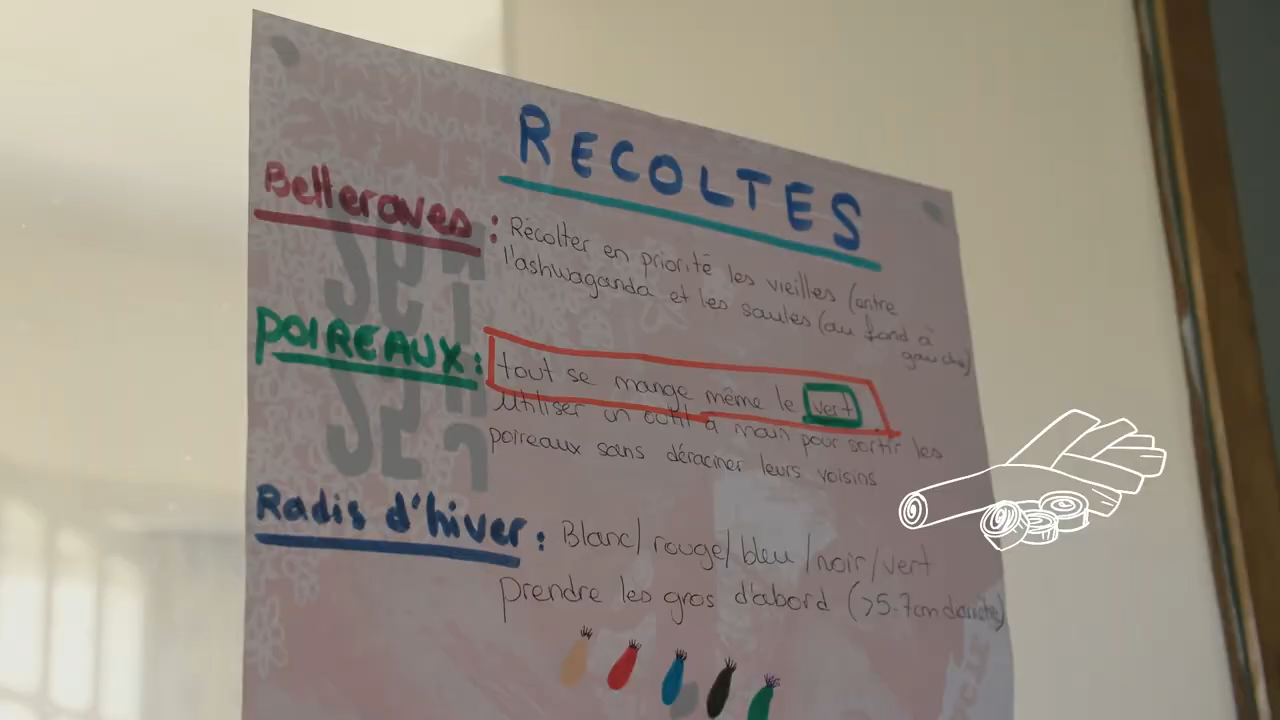 RECOLTES
Betteraves : Récolter en priorité les vieilles (entre
l'ashwaganda et les saules (au fond à
gauche)
POIREAUX : tout se mange même le vert
utiliser un outil à main pour sortir les
poireaux sans déraciner leurs voisins
Radis d'hiver : Blanc/rouge/bleu/noir/vert
prendre les gros d'abord (>5-7cm